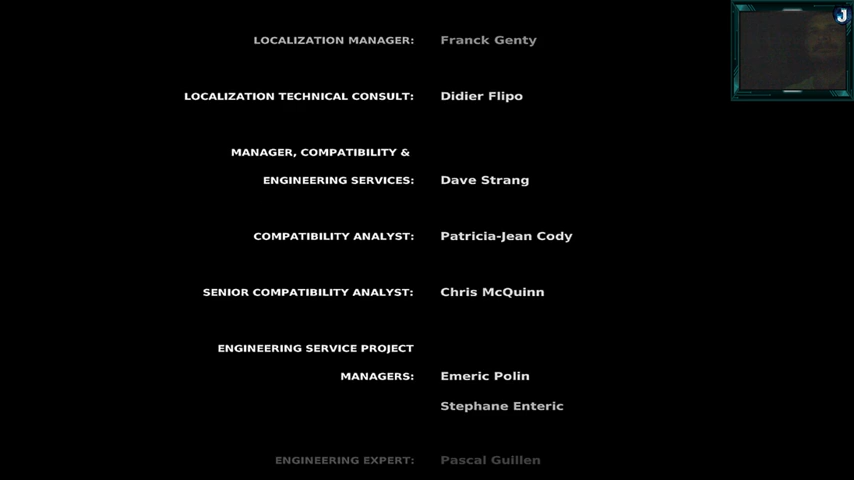 LOCALIZATION MANAGER: Franck Genty
LOCALIZATION TECHNICAL CONSULT: Didier Flipo
MANAGER, COMPATIBILITY &
ENGINEERING SERVICES: Dave Strang
COMPATIBILITY ANALYST: Patricia-Jean Cody
SENIOR COMPATIBILITY ANALYST: Chris McQuinn
ENGINEERING SERVICE PROJECT
MANAGERS: Emeric Polin
Stephane Enteric
ENGINEERING EXPERT: Pascal Guillen
J